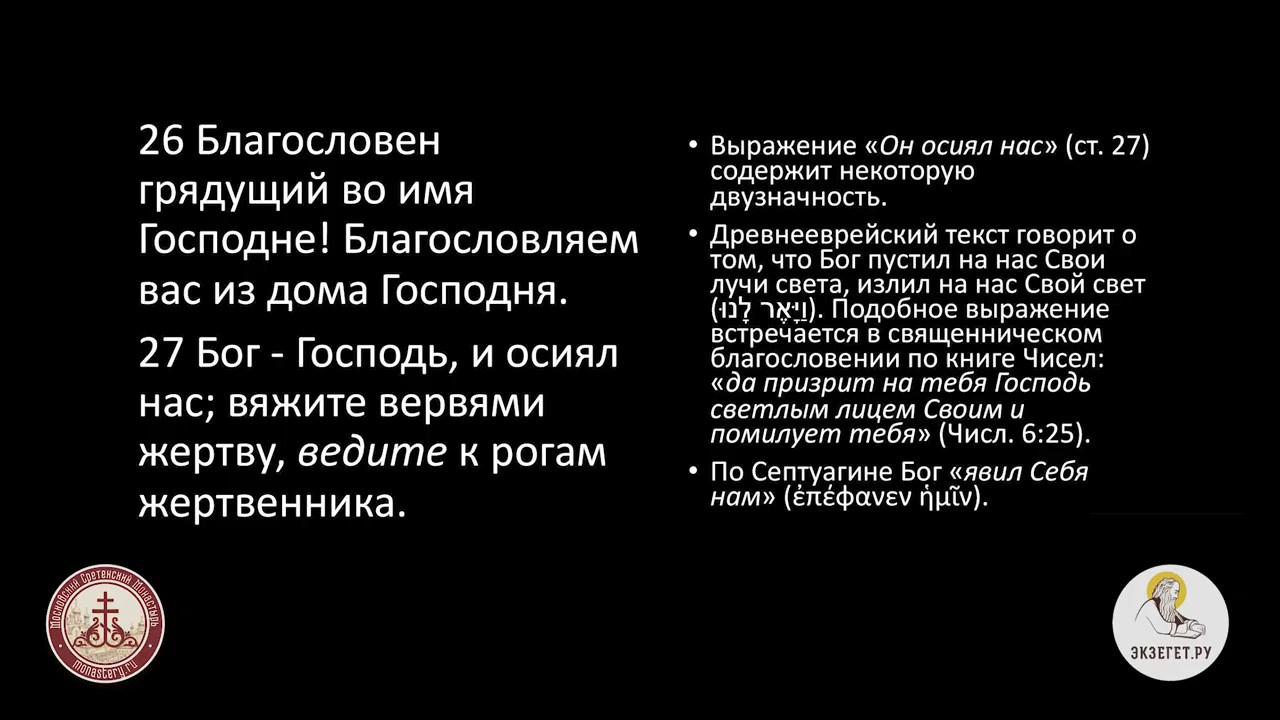 26 Благословен
грядущий во имя
Господне! Благословляем
вас из дома Господня.
27 Бог - Господь, и осиял
нас; вяжите вервями
жертву, ведите к рогам
жертвенника.
• Выражение «Он осиял нас» (ст. 27)
содержит некоторую
двузначность.
• Древнееврейский текст говорит о
том, что Бог пустил на нас Свои
лучи света, излил на нас Свой свет
(וַיָּאֶר לָנוּ). Подобное выражение
встречается в священническом
благословении по книге Чисел:
«да призрит на тебя Господь
светлым лицем Своим и
помилует тебя» (Числ. 6:25).
• По Септуагине Бог «явил Себя
нам» (ἐπέφανεν ἡμῖν).
Московский Сретенский Монастырь
monastery.ru
ЭКЗЕГЕТ.РУ